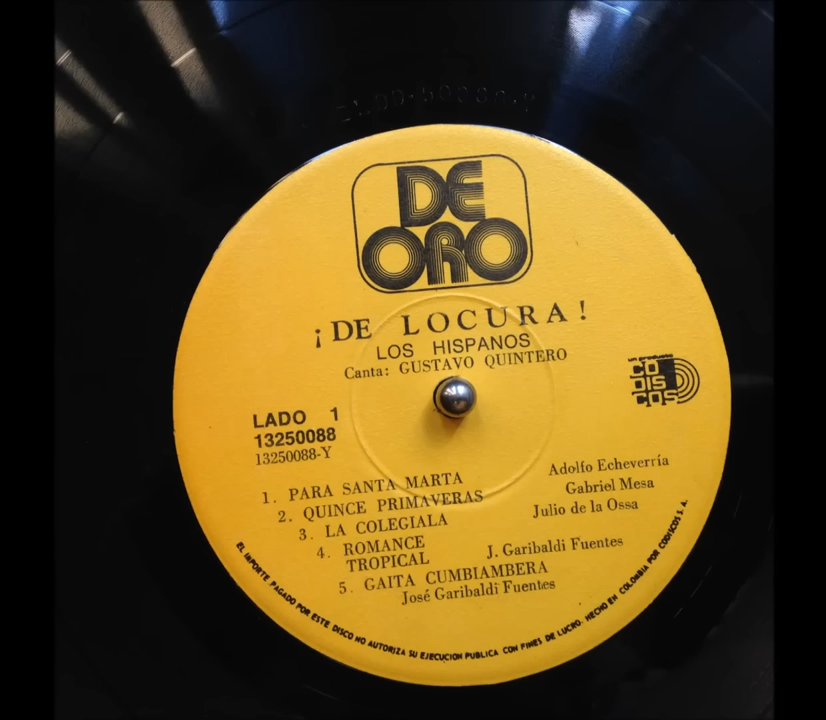 DE
ORO
¡DE LOCURA!
LOS HISPANOS
Canta: GUSTAVO QUINTERO
un producto
CO
DIS
COS
LADO 1
13250088
13250088-Y
1. PARA SANTA MARTA Adolfo Echeverría
2. QUINCE PRIMAVERAS Gabriel Mesa
3. LA COLEGIALA Julio de la Ossa
4. ROMANCE
TROPICAL J. Garibaldi Fuentes
5. GAITA CUMBIAMBERA
José Garibaldi Fuentes
EL IMPORTE PAGADO POR ESTE DISCO NO AUTORIZA SU EJECUCION PUBLICA CON FINES DE LUCRO. HECHO EN COLOMBIA POR CODISCOS S.A.